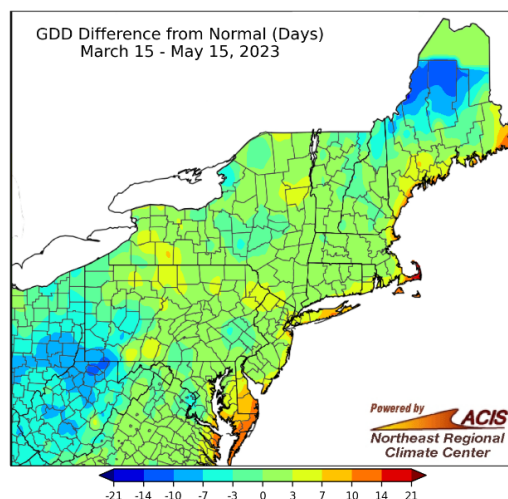 GDD Difference from Normal (Days)
March 15 - May 15, 2023
Powered by
ACIS
Northeast Regional
Climate Center
-21 -14 -10 -7 -3 0 3 7 10 14 21